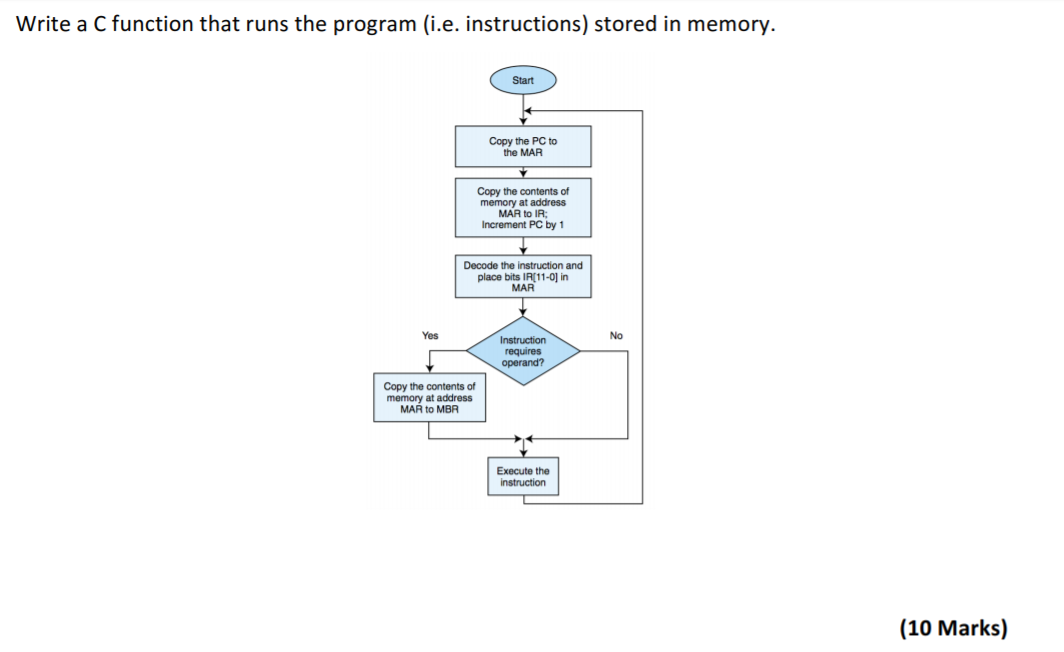 Write a C function that runs the program (i.e. instructions) stored in memory.
Start
Copy the PC to
the MAR
Copy the contents of
memory at address
MAR to IR;
Increment PC by 1
Decode the instruction and
place bits IR[11-0] in
MAR
Yes
Instruction
requires
operand?
No
Copy the contents of
memory at address
MAR to MBR
Execute the
instruction
(10 Marks)